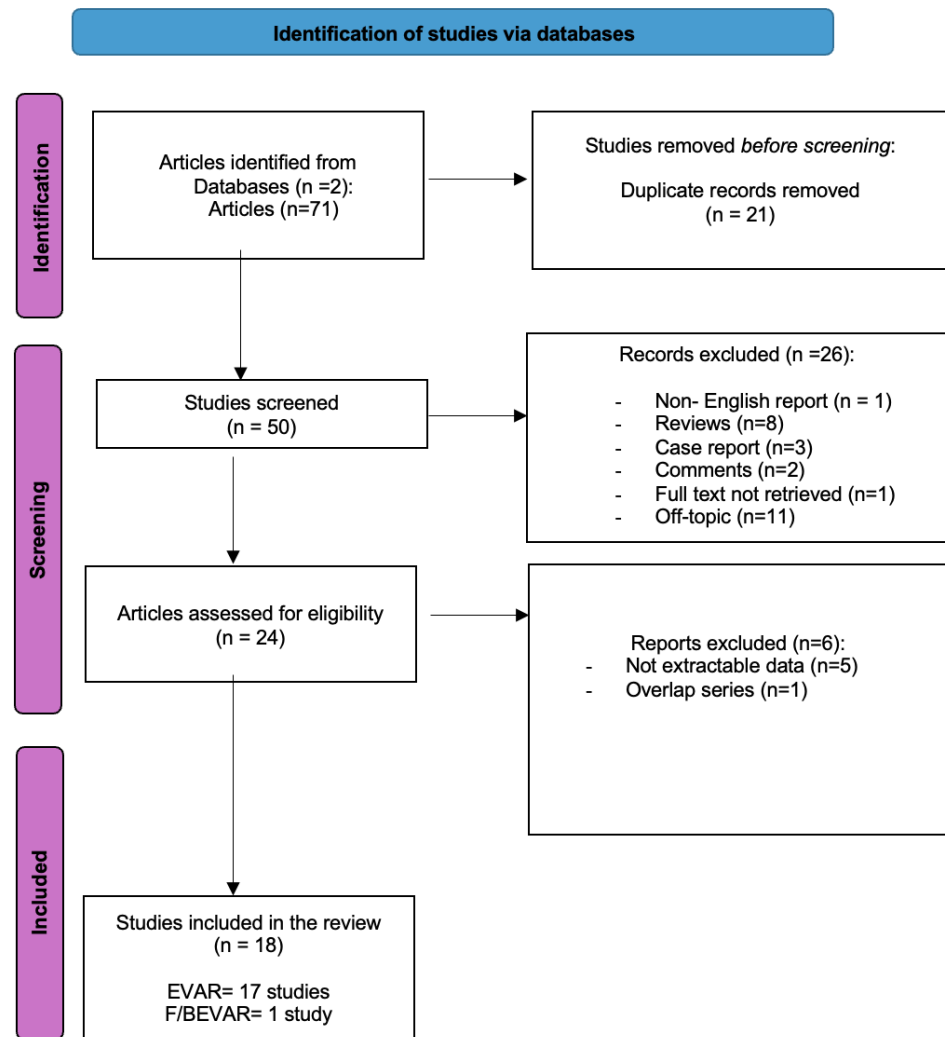 Identification of studies via databases
Identification
Articles identified from
Databases (n =2):
Articles (n=71)
Studies removed before screening:
Duplicate records removed
(n = 21)
Screening
Studies screened
(n = 50)
Records excluded (n =26):
- Non- English report (n = 1)
- Reviews (n=8)
- Case report (n=3)
- Comments (n=2)
- Full text not retrieved (n=1)
- Off-topic (n=11)
Articles assessed for eligibility
(n = 24)
Reports excluded (n=6):
- Not extractable data (n=5)
- Overlap series (n=1)
Included
Studies included in the review
(n = 18)
EVAR= 17 studies
F/BEVAR= 1 study